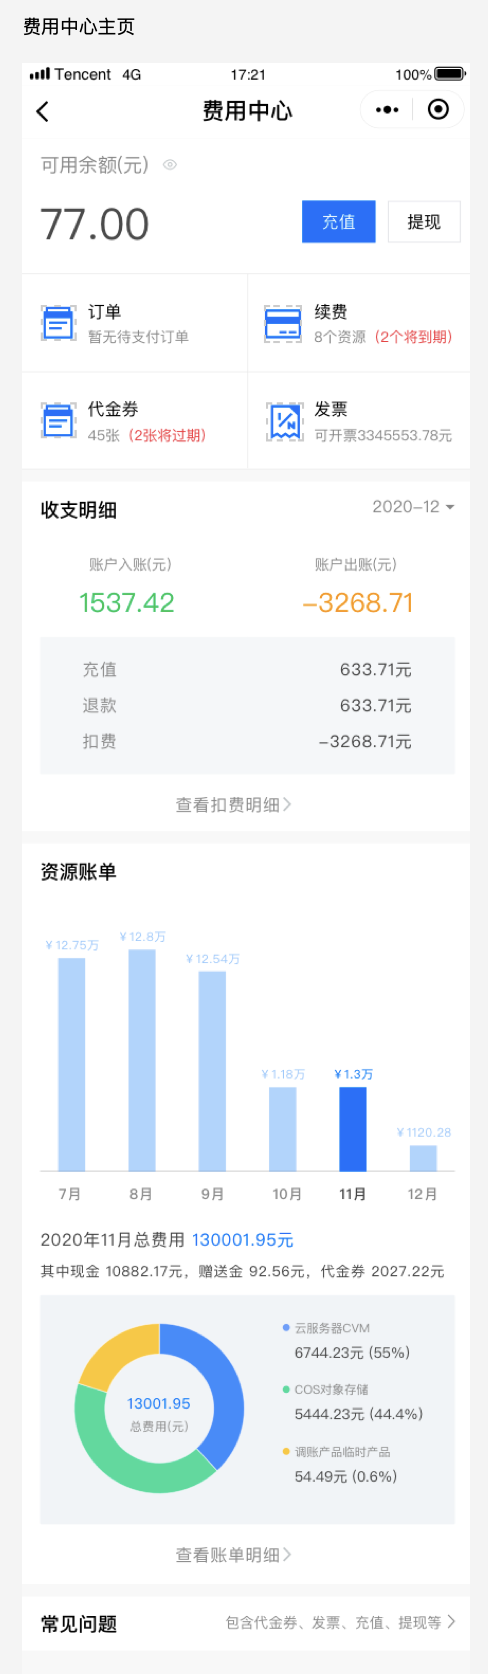 费用中心主页
Tencent 4G 17:21 100%
费用中心
可用余额(元)
77.00 充值 提现
订单 续费
暂无待支付订单 8个资源（2个将到期）
代金券 发票
45张（2张将过期） 可开票3345553.78元
收支明细 2020-12
账户入账(元) 账户出账(元)
1537.42 -3268.71
充值 633.71元
退款 633.71元
扣费 -3268.71元
查看扣费明细
资源账单
¥12.75万 ¥12.8万 ¥12.54万 ¥1.18万 ¥1.3万 ¥1120.28
7月 8月 9月 10月 11月 12月
2020年11月总费用 130001.95元
其中现金 10882.17元，赠送金 92.56元，代金券 2027.22元
13001.95
总费用(元)
云服务器CVM
6744.23元 (55%)
COS对象存储
5444.23元 (44.4%)
调账产品临时产品
54.49元 (0.6%)
查看账单明细
常见问题 包含代金券、发票、充值、提现等